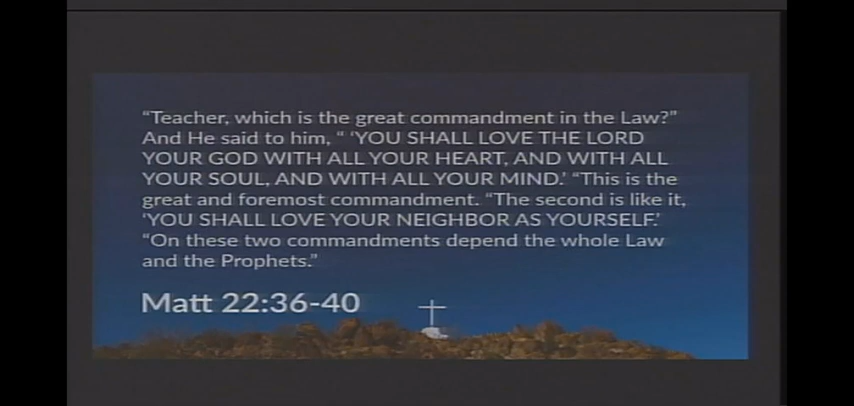 “Teacher, which is the great commandment in the Law?”
And He said to him, “ ‘YOU SHALL LOVE THE LORD
YOUR GOD WITH ALL YOUR HEART, AND WITH ALL
YOUR SOUL, AND WITH ALL YOUR MIND.’ “This is the
great and foremost commandment. “The second is like it,
‘YOU SHALL LOVE YOUR NEIGHBOR AS YOURSELF.’
“On these two commandments depend the whole Law
and the Prophets.”
Matt 22:36-40